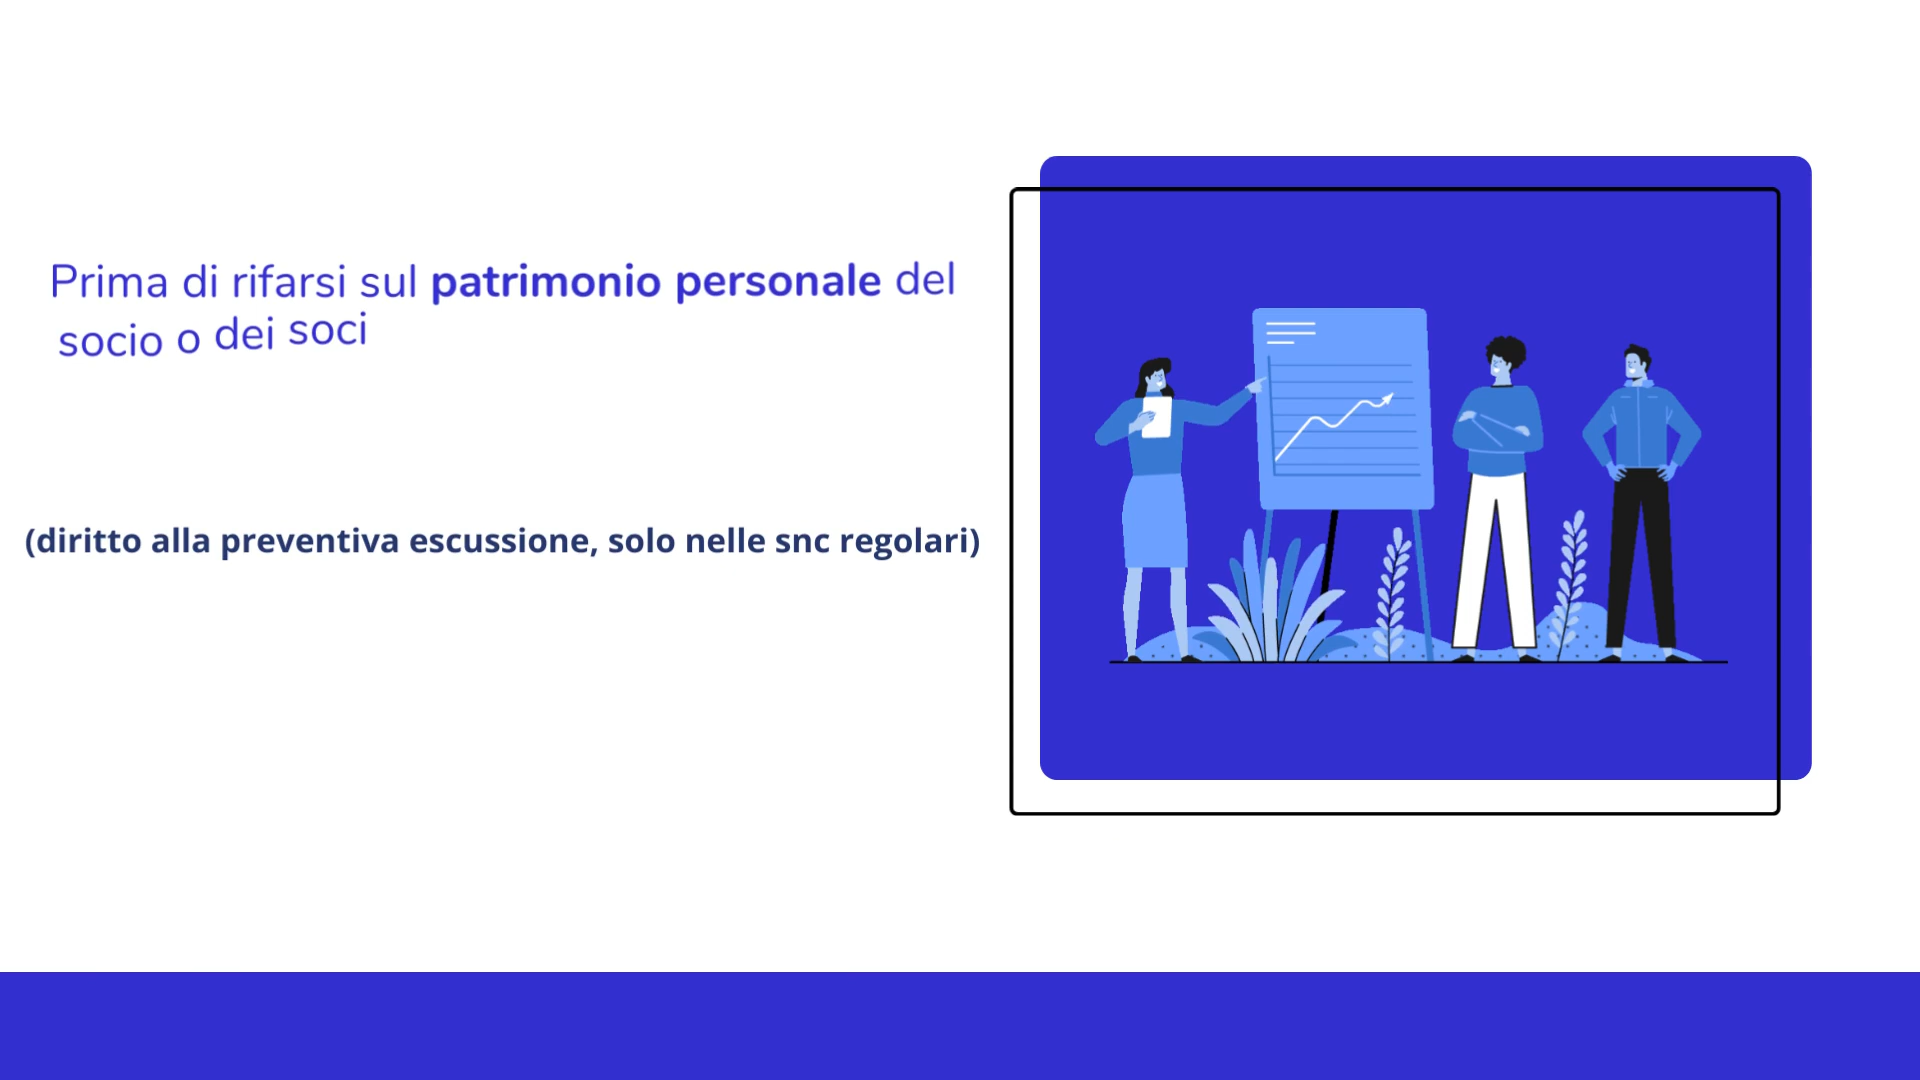 Prima di rifarsi sul patrimonio personale del
socio o dei soci
(diritto alla preventiva escussione, solo nelle snc regolari)